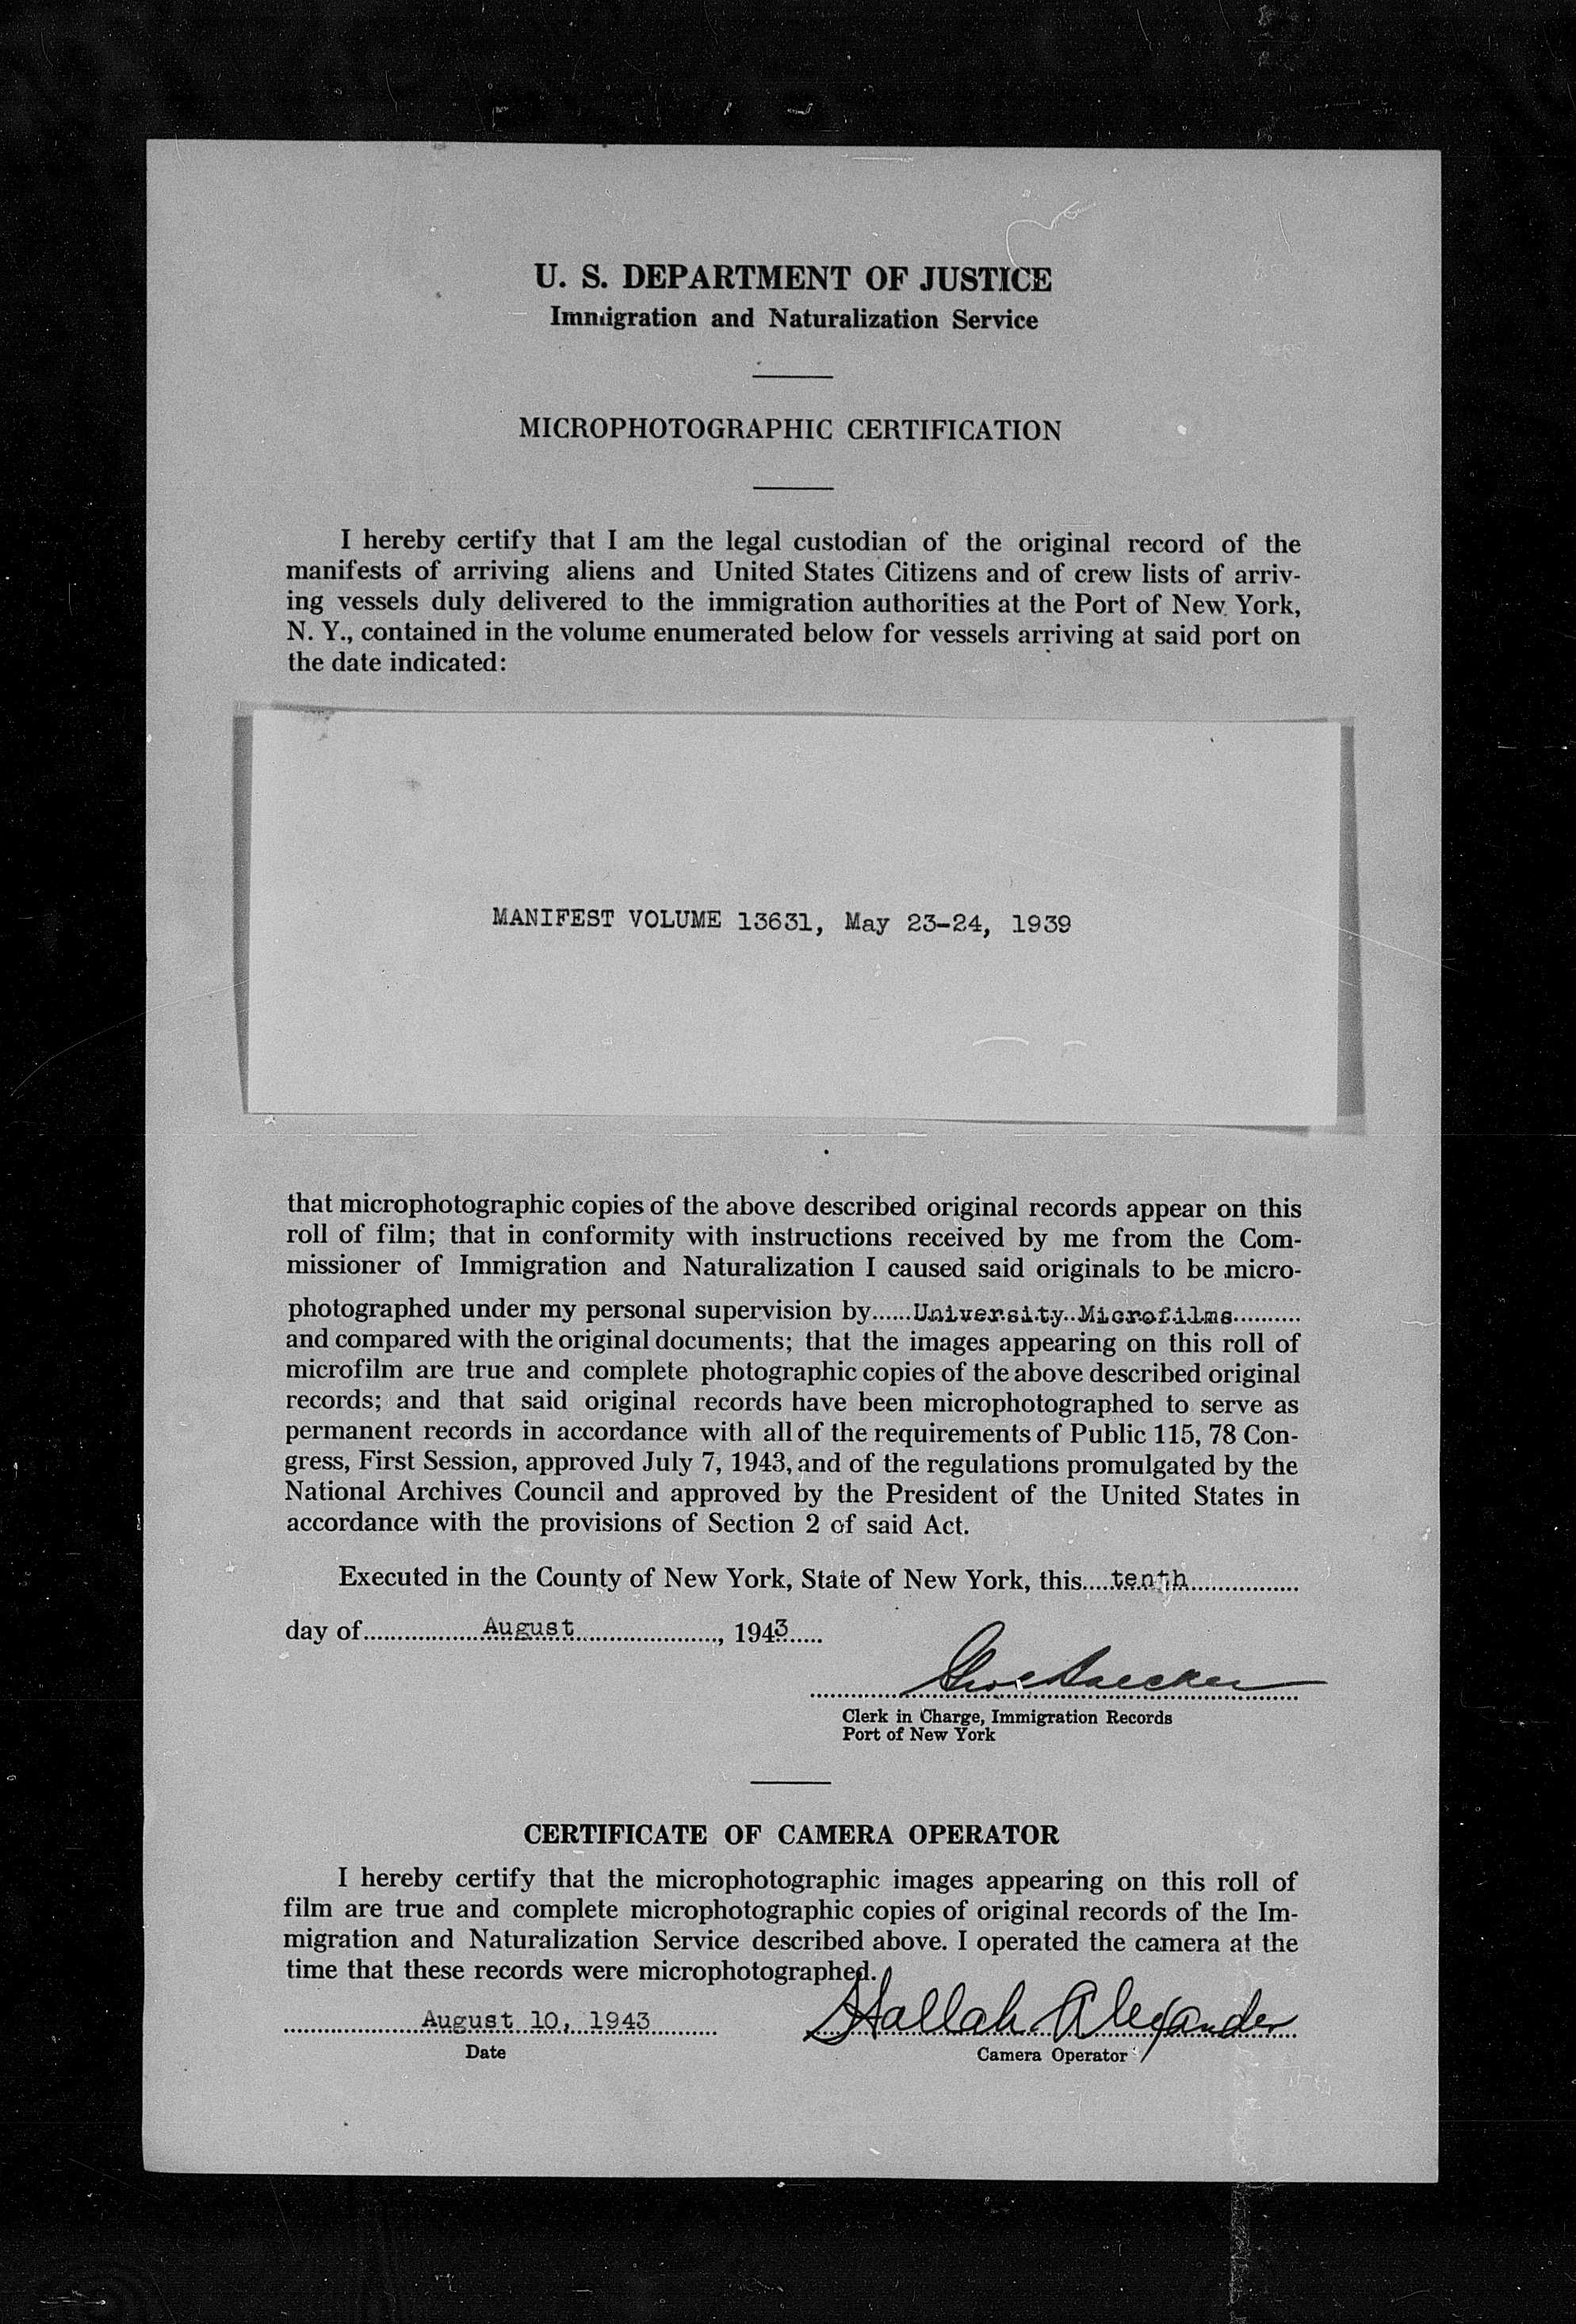 U. S. DEPARTMENT OF JUSTICE
Immigration and Naturalization Service
MICROPHOTOGRAPHIC CERTIFICATION
I hereby certify that I am the legal custodian of the original record of the
manifests of arriving aliens and United States Citizens and of crew lists of arriv-
ing vessels duly delivered to the immigration authorities at the Port of New York,
N. Y., contained in the volume enumerated below for vessels arriving at said port on
the date indicated:
MANIFEST VOLUME 13631, May 23-24, 1939
that microphotographic copies of the above described original records appear on this
roll of film; that in conformity with instructions received by me from the Com-
missioner of Immigration and Naturalization I caused said originals to be micro-
photographed under my personal supervision by......University Microfilms..........
and compared with the original documents; that the images appearing on this roll of
microfilm are true and complete photographic copies of the above described original
records; and that said original records have been microphotographed to serve as
permanent records in accordance with all of the requirements of Public 115, 78 Con-
gress, First Session, approved July 7, 1943, and of the regulations promulgated by the
National Archives Council and approved by the President of the United States in
accordance with the provisions of Section 2 of said Act.
Executed in the County of New York, State of New York, this....tenth................
day of..................August......................, 1943.....
Clerk in Charge, Immigration Records
Port of New York
CERTIFICATE OF CAMERA OPERATOR
I hereby certify that the microphotographic images appearing on this roll of
film are true and complete microphotographic copies of original records of the Im-
migration and Naturalization Service described above. I operated the camera at the
time that these records were microphotographed.
August 10, 1943 Hallah Alexander
Date Camera Operator